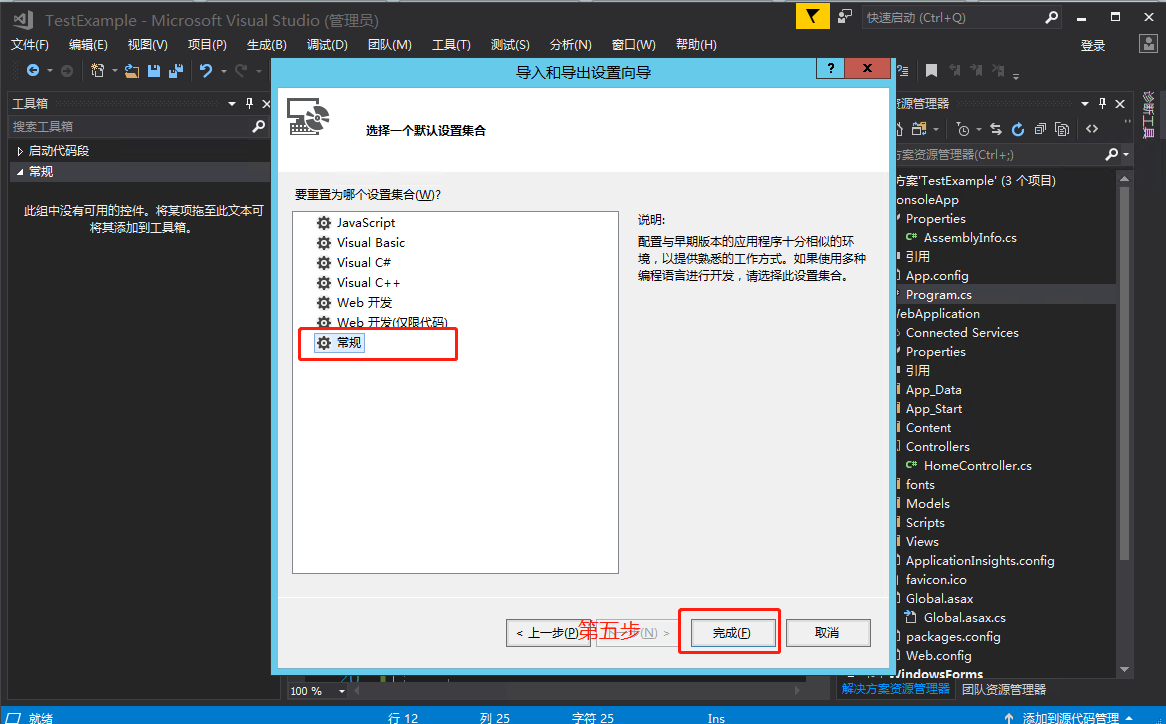 TestExample - Microsoft Visual Studio (管理员)
快速启动 (Ctrl+Q)
文件(F) 编辑(E) 视图(V) 项目(P) 生成(B) 调试(D) 团队(M) 工具(T) 测试(S) 分析(N) 窗口(W) 帮助(H) 登录
导入和导出设置向导
?
选择一个默认设置集合
要重置为哪个设置集合(W)?
JavaScript
Visual Basic
Visual C#
Visual C++
Web 开发
Web 开发(仅限代码)
常规
说明:
配置与早期版本的应用程序十分相似的环
境，以提供熟悉的工作方式。如果使用多种
编程语言进行开发，请选择此设置集合。
< 上一步(P)
第五步
(N) >
完成(F)
取消
工具箱
搜索工具箱
启动代码段
常规
此组中没有可用的控件。将某项拖至此文本可
将其添加到工具箱。
资源管理器
方案资源管理器(Ctrl+;)
方案'TestExample' (3 个项目)
onsoleApp
Properties
C# AssemblyInfo.cs
引用
App.config
Program.cs
ebApplication
Connected Services
Properties
引用
App_Data
App_Start
Content
Controllers
C# HomeController.cs
fonts
Models
Scripts
Views
ApplicationInsights.config
favicon.ico
Global.asax
Global.asax.cs
packages.config
Web.config
indowsForms
解决方案资源管理器 团队资源管理器
诊断工具
100 %
就绪 行 12 列 25 字符 25 Ins 添加到源代码管理